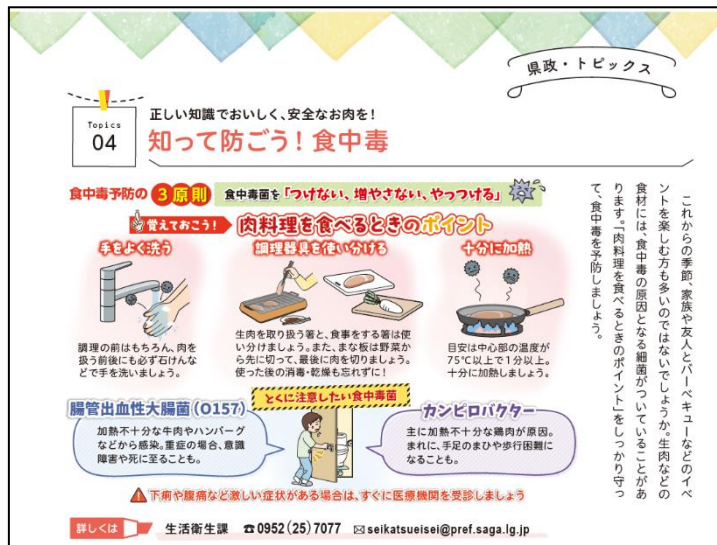 県政・トピックス
Topics
04
正しい知識でおいしく、安全なお肉を！
知って防ごう！食中毒
これからの季節、家族や友人とバーベキューなどのイベ
ントを楽しむ方も多いのではないでしょうか。生肉などの
食材には、食中毒の原因となる細菌がついていることがあ
ります。「肉料理を食べるときのポイント」をしっかり守っ
て、食中毒を予防しましょう。
食中毒予防の 3原則 食中毒菌を「つけない、増やさない、やっつける」
覚えておこう！ 肉料理を食べるときのポイント
手をよく洗う
調理の前はもちろん、肉を
扱う前後にも必ず石けんな
どで手を洗いましょう。
調理器具を使い分ける
生肉を取り扱う箸と、食事をする箸は使
い分けましょう。また、まな板は野菜か
ら先に切って、最後に肉を切りましょう。
使った後の消毒・乾燥も忘れずに！
十分に加熱
目安は中心部の温度が
75℃以上で1分以上。
十分に加熱しましょう。
とくに注意したい食中毒菌
腸管出血性大腸菌（O157）
加熱不十分な牛肉やハンバーグ
などから感染。重症の場合、意識
障害や死に至ることも。
カンピロバクター
主に加熱不十分な鶏肉が原因。
まれに、手足のまひや歩行困難に
なることも。
下痢や腹痛など激しい症状がある場合は、すぐに医療機関を受診しましょう
詳しくは 生活衛生課 ☎0952(25)7077 ✉seikatsueisei@pref.saga.lg.jp